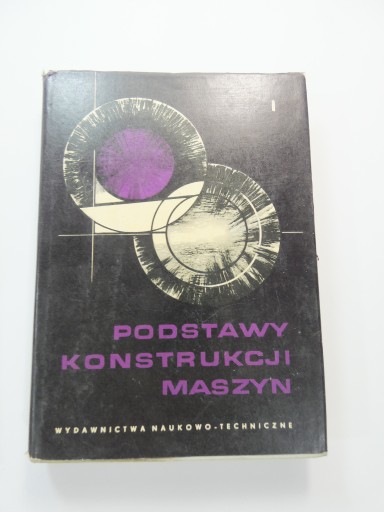 I
PODSTAWY
KONSTRUKCJI
MASZYN
WYDAWNICTWA NAUKOWO-TECHNICZNE